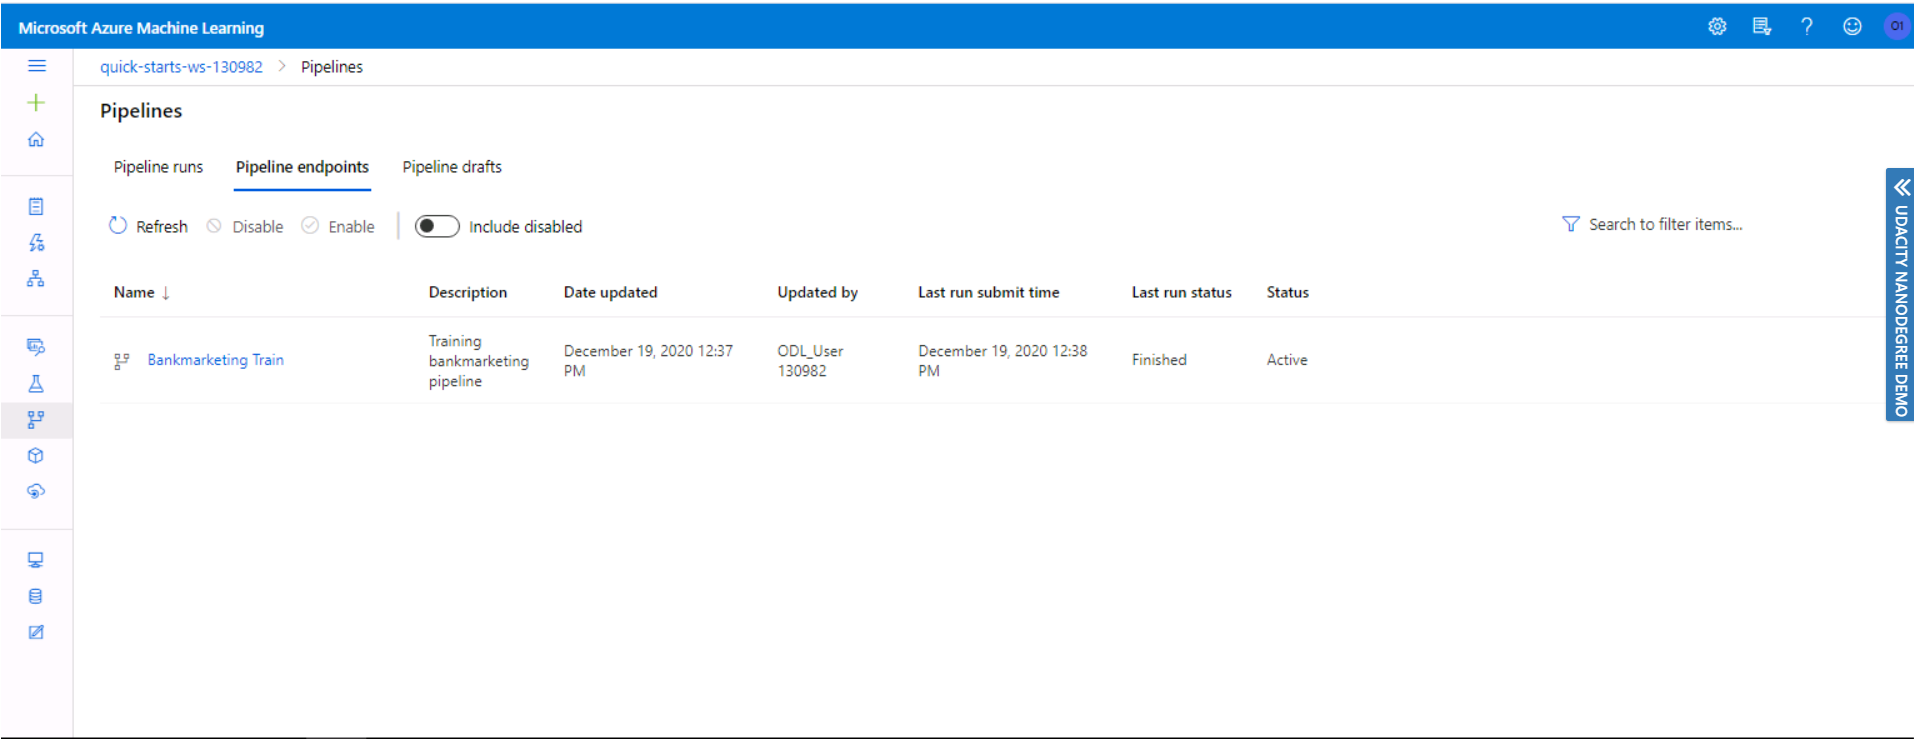 Microsoft Azure Machine Learning
01
quick-starts-ws-130982 > Pipelines
Pipelines
Pipeline runs Pipeline endpoints Pipeline drafts
Refresh Disable Enable Include disabled Search to filter items...
Name ↓ Description Date updated Updated by Last run submit time Last run status Status
Bankmarketing Train
Training
bankmarketing
pipeline
December 19, 2020 12:37
PM
ODL_User
130982
December 19, 2020 12:38
PM
Finished
Active
UDACITY NANODEGREE DEMO